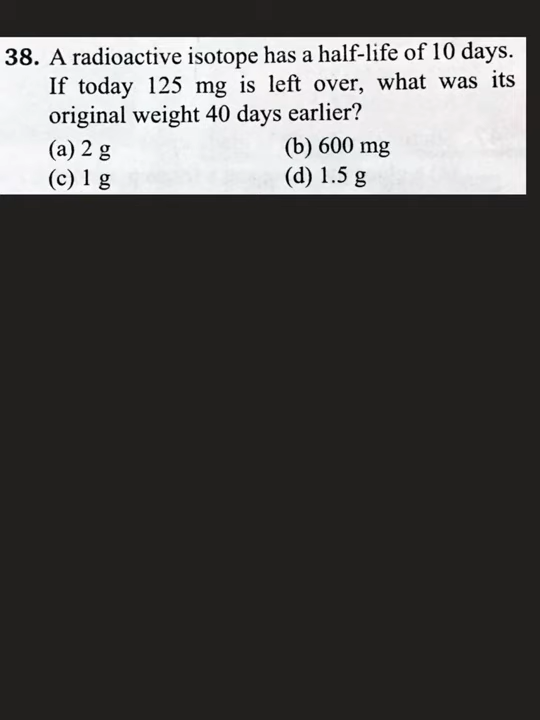 38. A radioactive isotope has a half-life of 10 days.
If today 125 mg is left over, what was its
original weight 40 days earlier?
(a) 2 g (b) 600 mg
(c) 1 g (d) 1.5 g